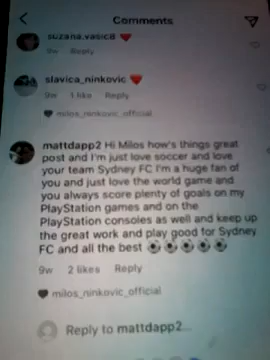 Comments
suzana.vasic8 ❤️
9w Reply
slavica_ninkovic ❤️
9w 1 like Reply
milos_ninkovic_official
mattdapp2 Hi Milos how's things great
post and I'm just love soccer and love
your team Sydney FC I'm a huge fan of
you and just love the world game and
you always score plenty of goals on my
PlayStation games and on the
PlayStation consoles as well and keep up
the great work and play good for Sydney
FC and all the best ⚽⚽⚽⚽⚽
9w 2 likes Reply
milos_ninkovic_official
Reply to mattdapp2...